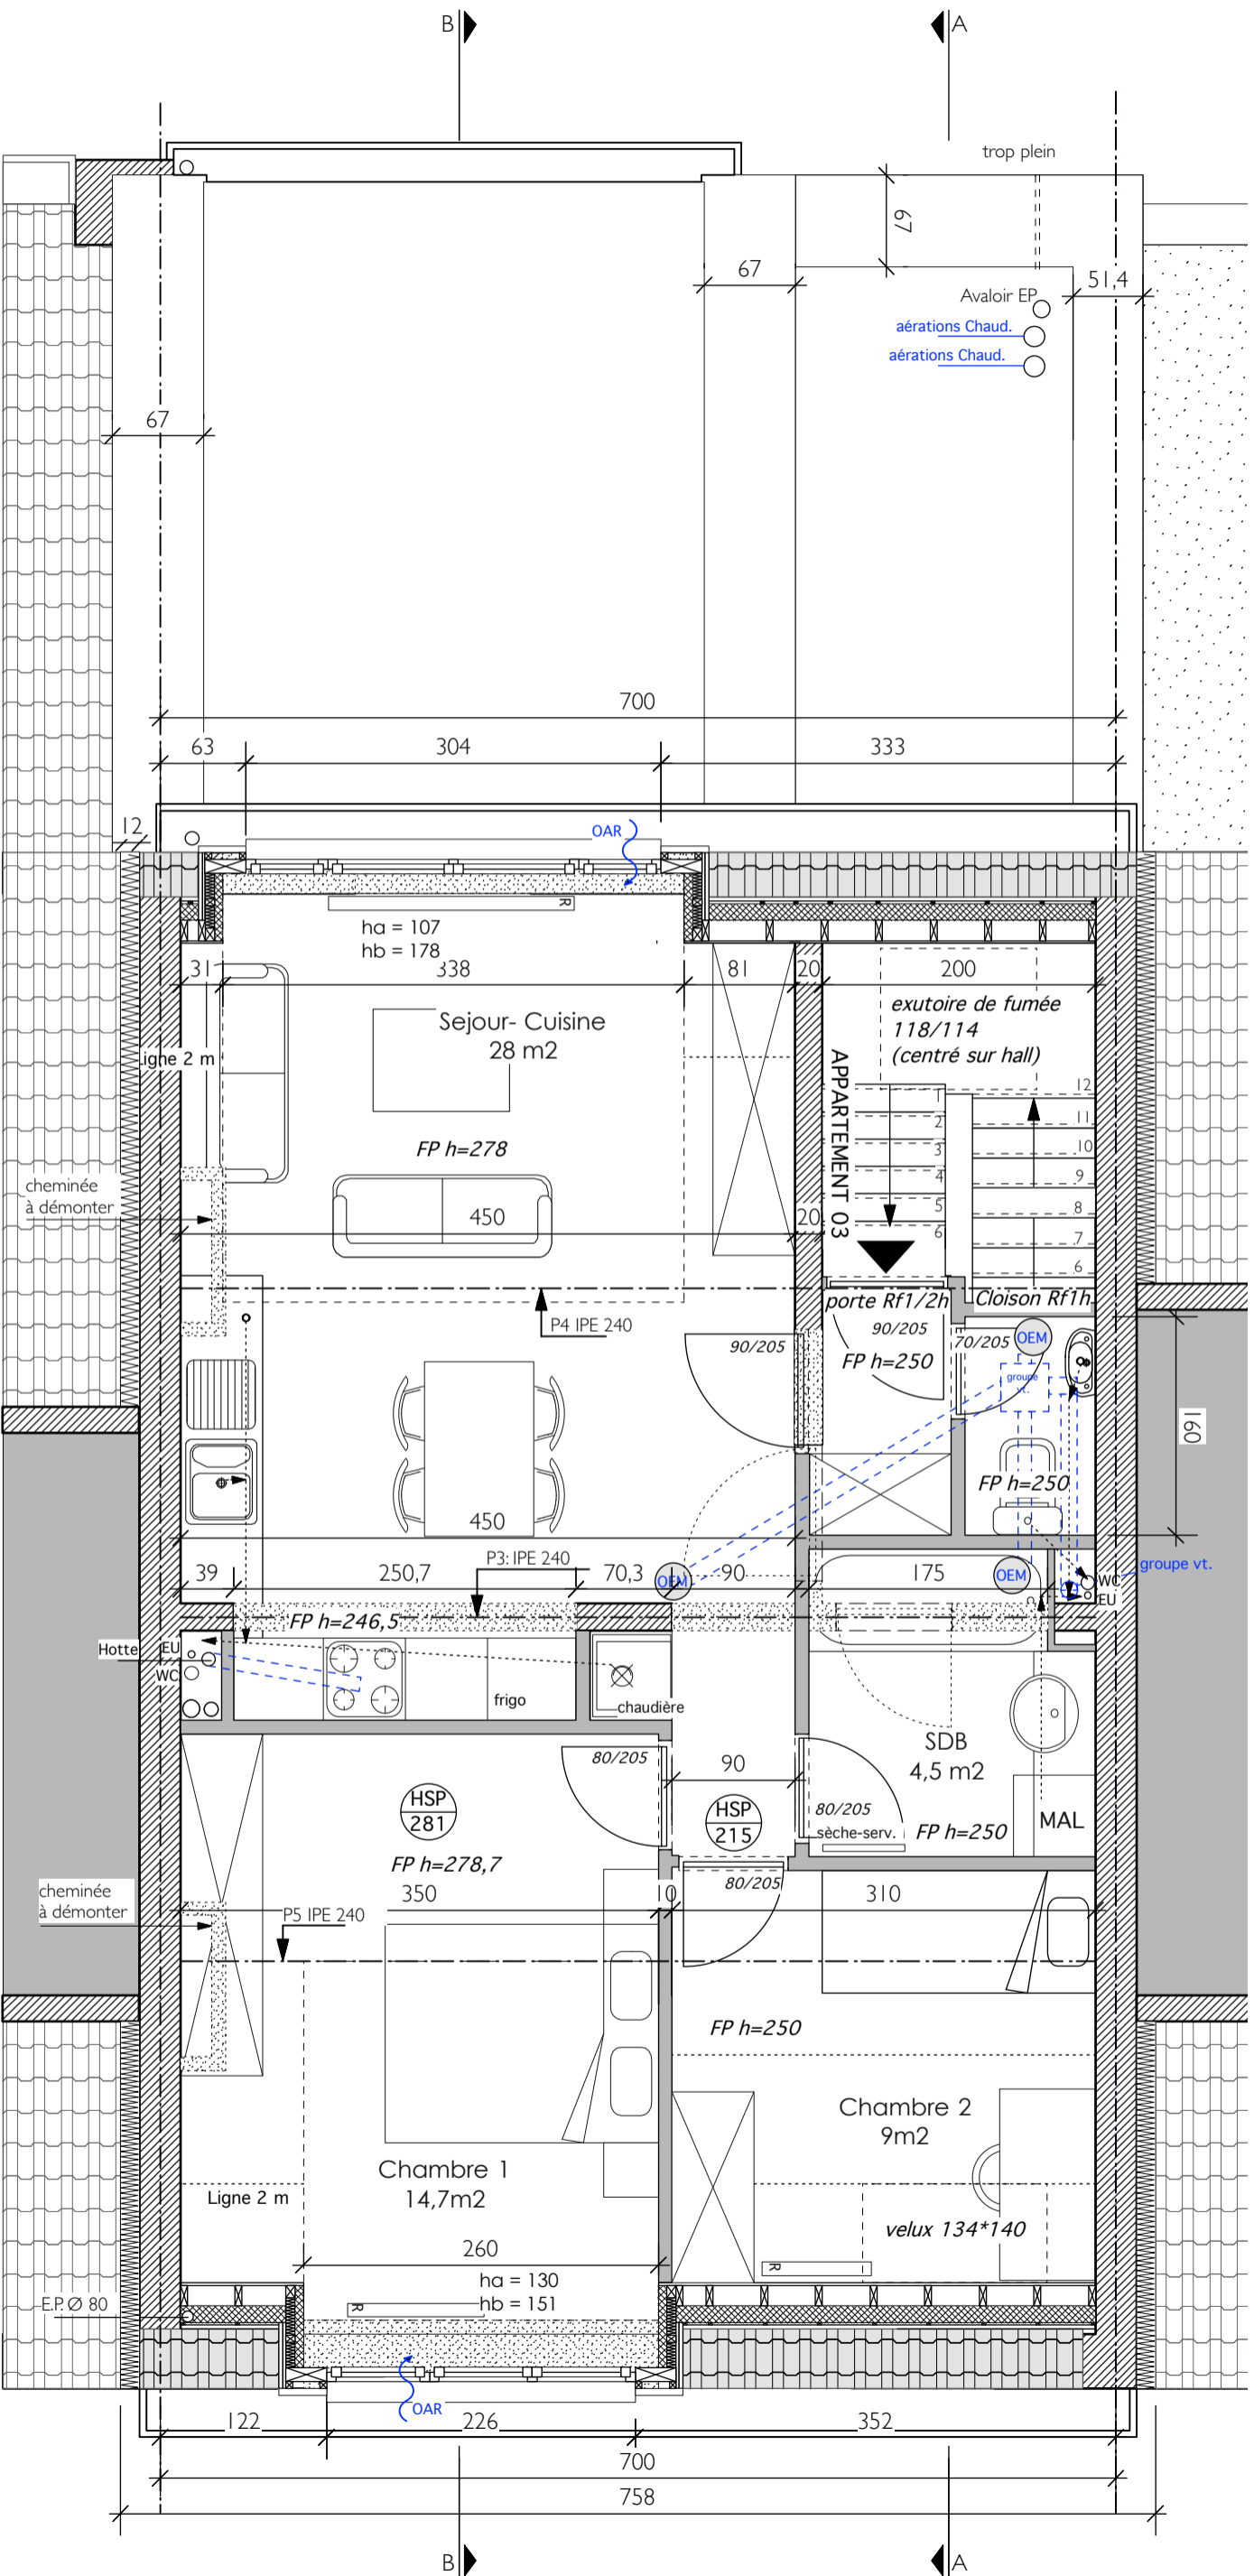 B
A
trop plein
67
67
51,4
Avaloir EP
aérations Chaud.
aérations Chaud.
67
700
63
304
333
12
OAR
R
ha = 107
hb = 178
31
338
81
20
200
exutoire de fumée
118/114
(centré sur hall)
Sejour- Cuisine
28 m2
Ligne 2 m
APPARTEMENT 03
1
2
3
4
5
6
12
11
10
9
8
7
6
FP h=278
cheminée
à démonter
450
20
porte Rf1/2h
Cloison Rf1h
P4 IPE 240
90/205
90/205
70/205
OEM
FP h=250
groupe
vt.
160
FP h=250
450
P3: IPE 240
39
250,7
70,3
OEM
90
175
OEM
groupe vt.
WC
EU
FP h=246,5
Hotte
EU
WC
frigo
chaudière
SDB
4,5 m2
80/205
90
HSP
281
HSP
215
80/205
sèche-serv.
FP h=250
MAL
FP h=278,7
80/205
cheminée
à démonter
350
10
310
P5 IPE 240
FP h=250
Chambre 2
9m2
Chambre 1
14,7m2
Ligne 2 m
velux 134*140
260
R
ha = 130
hb = 151
R
E.P. Ø 80
OAR
122
226
352
700
758
B
A